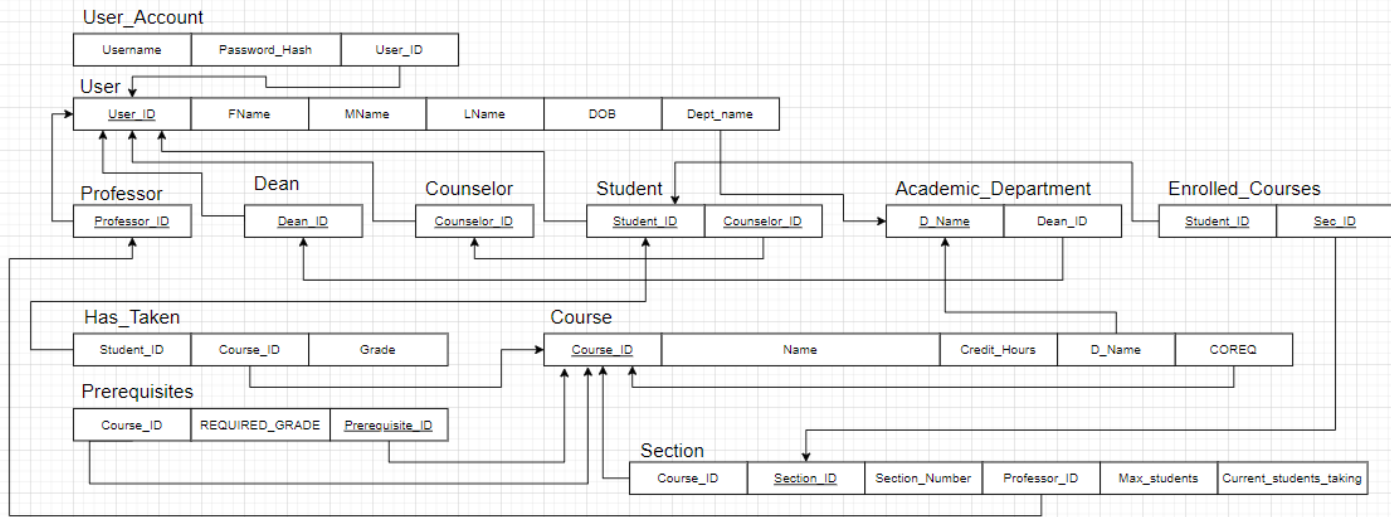 User_Account
Username Password_Hash User_ID
User
User_ID FName MName LName DOB Dept_name
Professor Dean Counselor Student Academic_Department Enrolled_Courses
Professor_ID Dean_ID Counselor_ID Student_ID Counselor_ID D_Name Dean_ID Student_ID Sec_ID
Has_Taken Course
Student_ID Course_ID Grade Course_ID Name Credit_Hours D_Name COREQ
Prerequisites
Course_ID REQUIRED_GRADE Prerequisite_ID
Section
Course_ID Section_ID Section_Number Professor_ID Max_students Current_students_taking